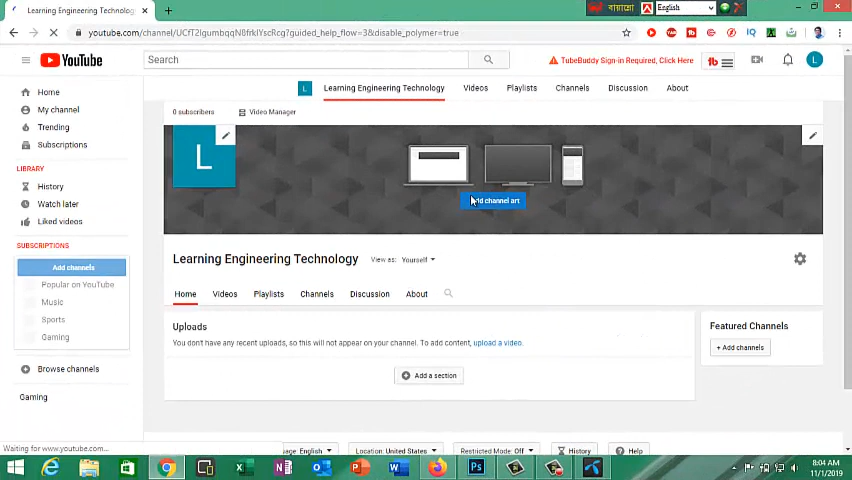 Learning Engineering Technology
বায়ান্নো
English
youtube.com/channel/UCfT2IgumbqqN8frklYscRcg?guided_help_flow=3&disable_polymer=true
YouTube
Search
TubeBuddy Sign-in Required, Click Here
L
L Learning Engineering Technology Videos Playlists Channels Discussion About
0 subscribers Video Manager
Home
My channel
Trending
Subscriptions
LIBRARY
History
Watch later
Liked videos
SUBSCRIPTIONS
Add channels
Popular on YouTube
Music
Sports
Gaming
Browse channels
Gaming
L
Add channel art
Learning Engineering Technology View as: Yourself
Home Videos Playlists Channels Discussion About
Uploads
You don't have any recent uploads, so this will not appear on your channel. To add content, upload a video.
Add a section
Featured Channels
+ Add channels
Waiting for www.youtube.com...
English Location: United States Restricted Mode: Off History Help
8:04 AM
11/1/2019